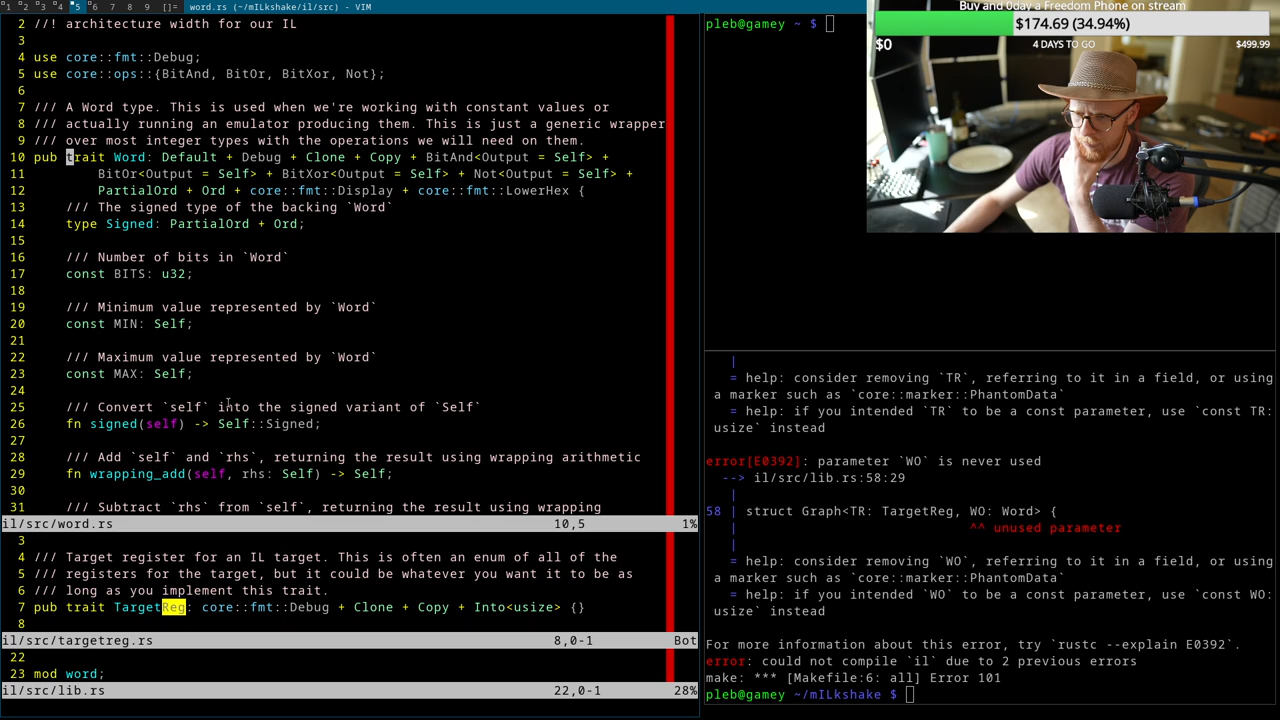 1 2 3 4 5 6 7 8 9 []= word.rs (~/mILkshake/il/src) - VIM
2 //! architecture width for our IL
3
4 use core::fmt::Debug;
5 use core::ops::{BitAnd, BitOr, BitXor, Not};
6
7 /// A Word type. This is used when we're working with constant values or
8 /// actually running an emulator producing them. This is just a generic wrapper
9 /// over most integer types with the operations we will need on them.
10 pub trait Word: Default + Debug + Clone + Copy + BitAnd<Output = Self> +
11 BitOr<Output = Self> + BitXor<Output = Self> + Not<Output = Self> +
12 PartialOrd + Ord + core::fmt::Display + core::fmt::LowerHex {
13 /// The signed type of the backing `Word`
14 type Signed: PartialOrd + Ord;
15
16 /// Number of bits in `Word`
17 const BITS: u32;
18
19 /// Minimum value represented by `Word`
20 const MIN: Self;
21
22 /// Maximum value represented by `Word`
23 const MAX: Self;
24
25 /// Convert `self` into the signed variant of `Self`
26 fn signed(self) -> Self::Signed;
27
28 /// Add `self` and `rhs`, returning the result using wrapping arithmetic
29 fn wrapping_add(self, rhs: Self) -> Self;
30
31 /// Subtract `rhs` from `self`, returning the result using wrapping
il/src/word.rs 10,5 1%
3
4 /// Target register for an IL target. This is often an enum of all of the
5 /// registers for the target, but it could be whatever you want it to be as
6 /// long as you implement this trait.
7 pub trait TargetReg: core::fmt::Debug + Clone + Copy + Into<usize> {}
8
il/src/targetreg.rs 8,0-1 Bot
22
23 mod word;
il/src/lib.rs 22,0-1 28%
pleb@gamey ~ $
Buy and 0day a Freedom Phone on stream
$174.69 (34.94%)
$0 4 DAYS TO GO $499.99
|
= help: consider removing `TR`, referring to it in a field, or using
a marker such as `core::marker::PhantomData`
= help: if you intended `TR` to be a const parameter, use `const TR:
usize` instead
error[E0392]: parameter `WO` is never used
--> il/src/lib.rs:58:29
|
58 | struct Graph<TR: TargetReg, WO: Word> {
| ^^ unused parameter
|
= help: consider removing `WO`, referring to it in a field, or using
a marker such as `core::marker::PhantomData`
= help: if you intended `WO` to be a const parameter, use `const WO:
usize` instead
For more information about this error, try `rustc --explain E0392`.
error: could not compile `il` due to 2 previous errors
make: *** [Makefile:6: all] Error 101
pleb@gamey ~/mILkshake $